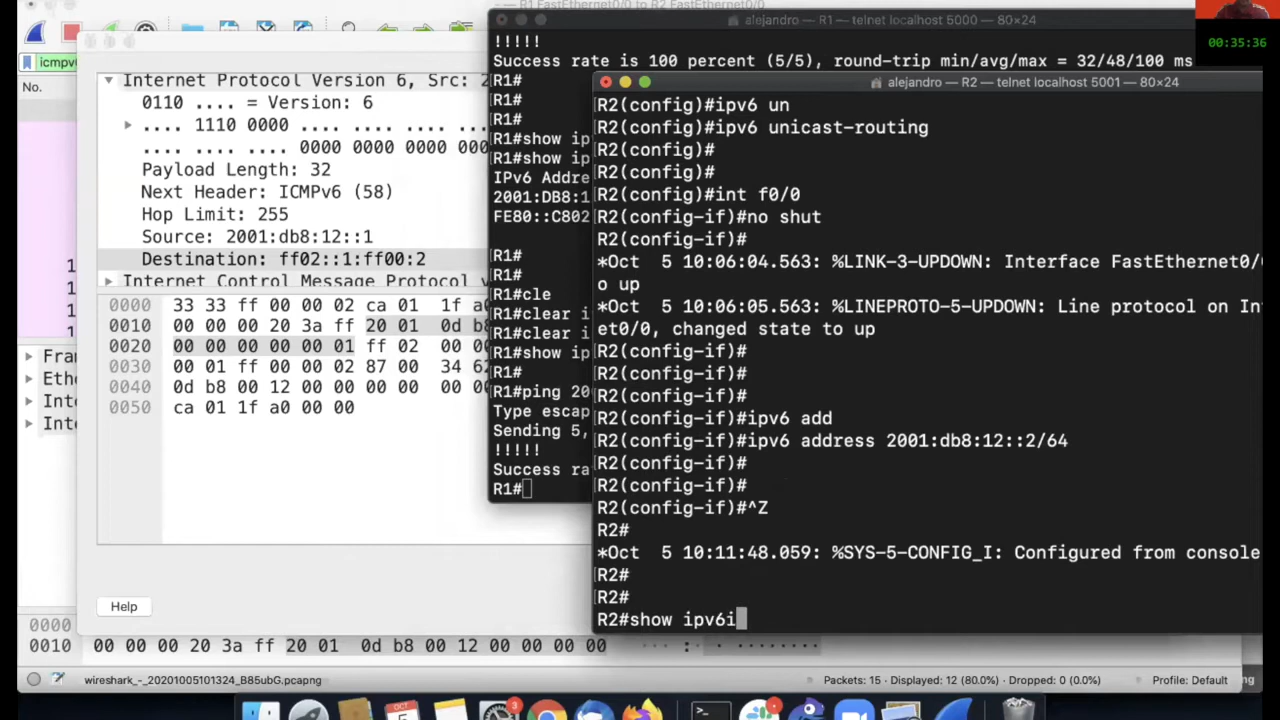 R1 FastEthernet0/0 to R2 FastEthernet0/0
00:35:36
icmpv6
No.
Internet Protocol Version 6, Src: 2
0110 .... = Version: 6
.... 1110 0000 .... .... .... ....
.... .... .... 0000 0000 0000 000
Payload Length: 32
Next Header: ICMPv6 (58)
Hop Limit: 255
Source: 2001:db8:12::1
Destination: ff02::1:ff00:2
Internet Control Message Protocol v
0000 33 33 ff 00 00 02 ca 01 1f a0
0010 00 00 00 20 3a ff 20 01 0d b8
0020 00 00 00 00 00 01 ff 02 00 00
0030 00 01 ff 00 00 02 87 00 34 62
0040 0d b8 00 12 00 00 00 00 00 00
0050 ca 01 1f a0 00 00
1
1
1
1
Fram
Ethe
Inte
Inte
Help
0000
0010 00 00 00 20 3a ff 20 01 0d b8 00 12 00 00 00 00
wireshark_-_20201005101324_B85ubG.pcapng
Packets: 15 · Displayed: 12 (80.0%) · Dropped: 0 (0.0%)
Profile: Default
ng
alejandro — R1 — telnet localhost 5000 — 80×24
!!!!!
Success rate is 100 percent (5/5), round-trip min/avg/max = 32/48/100 ms
R1#
R1#
R1#
R1#show ip
R1#show ip
IPv6 Addre
2001:DB8:1
FE80::C802
R1#
R1#
R1#cle
R1#clear i
R1#clear i
R1#show ip
R1#
R1#ping 20
Type escap
Sending 5,
!!!!!
Success ra
R1#
alejandro — R2 — telnet localhost 5001 — 80×24
R2(config)#ipv6 un
R2(config)#ipv6 unicast-routing
R2(config)#
R2(config)#
R2(config)#int f0/0
R2(config-if)#no shut
R2(config-if)#
*Oct  5 10:06:04.563: %LINK-3-UPDOWN: Interface FastEthernet0/
o up
*Oct  5 10:06:05.563: %LINEPROTO-5-UPDOWN: Line protocol on Int
et0/0, changed state to up
R2(config-if)#
R2(config-if)#
R2(config-if)#
R2(config-if)#ipv6 add
R2(config-if)#ipv6 address 2001:db8:12::2/64
R2(config-if)#
R2(config-if)#
R2(config-if)#^Z
R2#
*Oct  5 10:11:48.059: %SYS-5-CONFIG_I: Configured from console
R2#
R2#
R2#show ipv6i